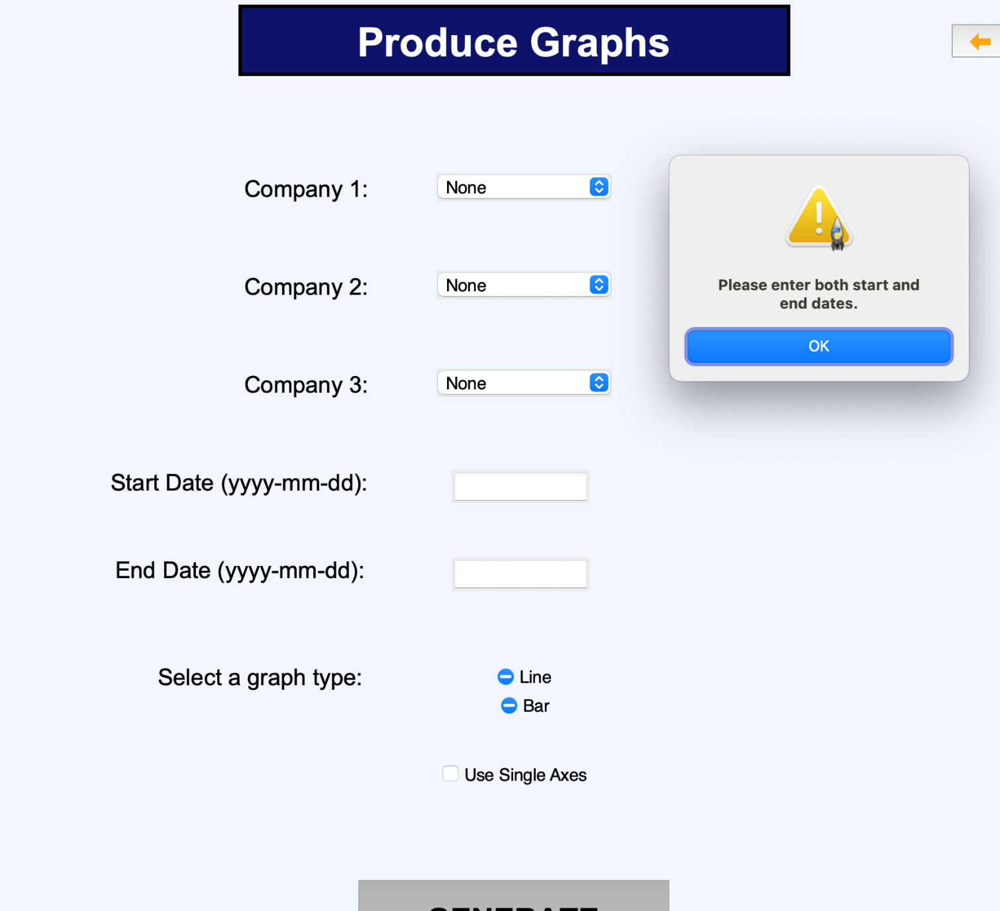 Produce Graphs
Company 1:
None
Company 2:
None
Company 3:
None
Please enter both start and
end dates.
OK
Start Date (yyyy-mm-dd):
End Date (yyyy-mm-dd):
Select a graph type:
Line
Bar
Use Single Axes
GENERATE